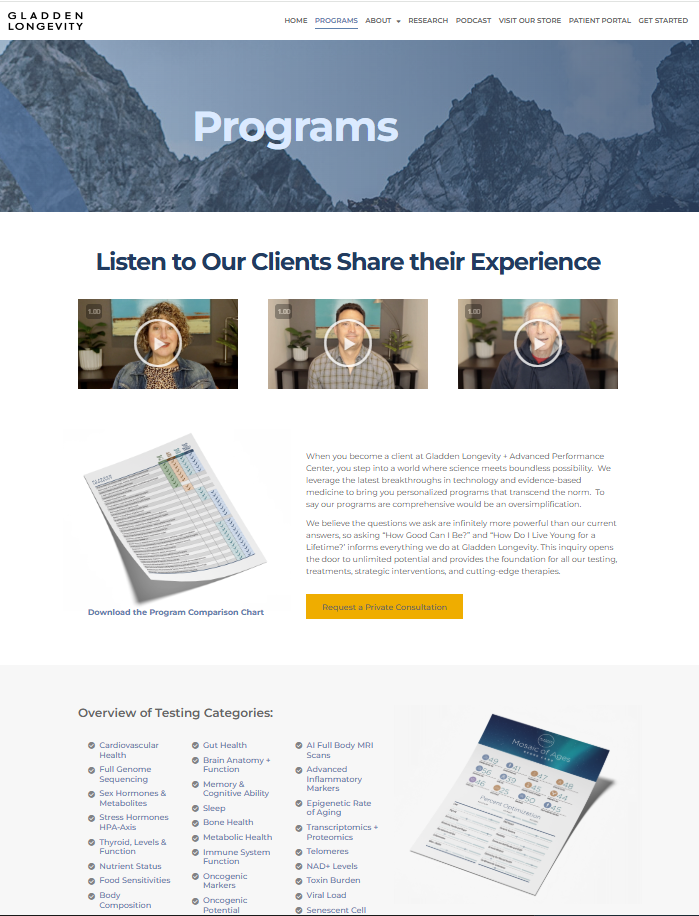 GLADDEN
LONGEVITY
HOME PROGRAMS ABOUT RESEARCH PODCAST VISIT OUR STORE PATIENT PORTAL GET STARTED
Programs
Listen to Our Clients Share their Experience
1.00 1.00 1.00
Download the Program Comparison Chart
When you become a client at Gladden Longevity + Advanced Performance
Center, you step into a world where science meets boundless possibility. We
leverage the latest breakthroughs in technology and evidence-based
medicine to bring you personalized programs that transcend the norm. To
say our programs are comprehensive would be an oversimplification.
We believe the questions we ask are infinitely more powerful than our current
answers, so asking “How Good Can I Be?” and “How Do I Live Young for a
Lifetime?’ informs everything we do at Gladden Longevity. This inquiry opens
the door to unlimited potential and provides the foundation for all our testing,
treatments, strategic interventions, and cutting-edge therapies.
Request a Private Consultation
Overview of Testing Categories:
Cardiovascular
Health
Full Genome
Sequencing
Sex Hormones &
Metabolites
Stress Hormones
HPA-Axis
Thyroid, Levels &
Function
Nutrient Status
Food Sensitivities
Body
Composition
Gut Health
Brain Anatomy +
Function
Memory &
Cognitive Ability
Sleep
Bone Health
Metabolic Health
Immune System
Function
Oncogenic
Markers
Oncogenic
Potential
AI Full Body MRI
Scans
Advanced
Inflammatory
Markers
Epigenetic Rate
of Aging
Transcriptomics +
Proteomics
Telomeres
NAD+ Levels
Toxin Burden
Viral Load
Senescent Cell
Mosaic of Ages
Percent Optimization